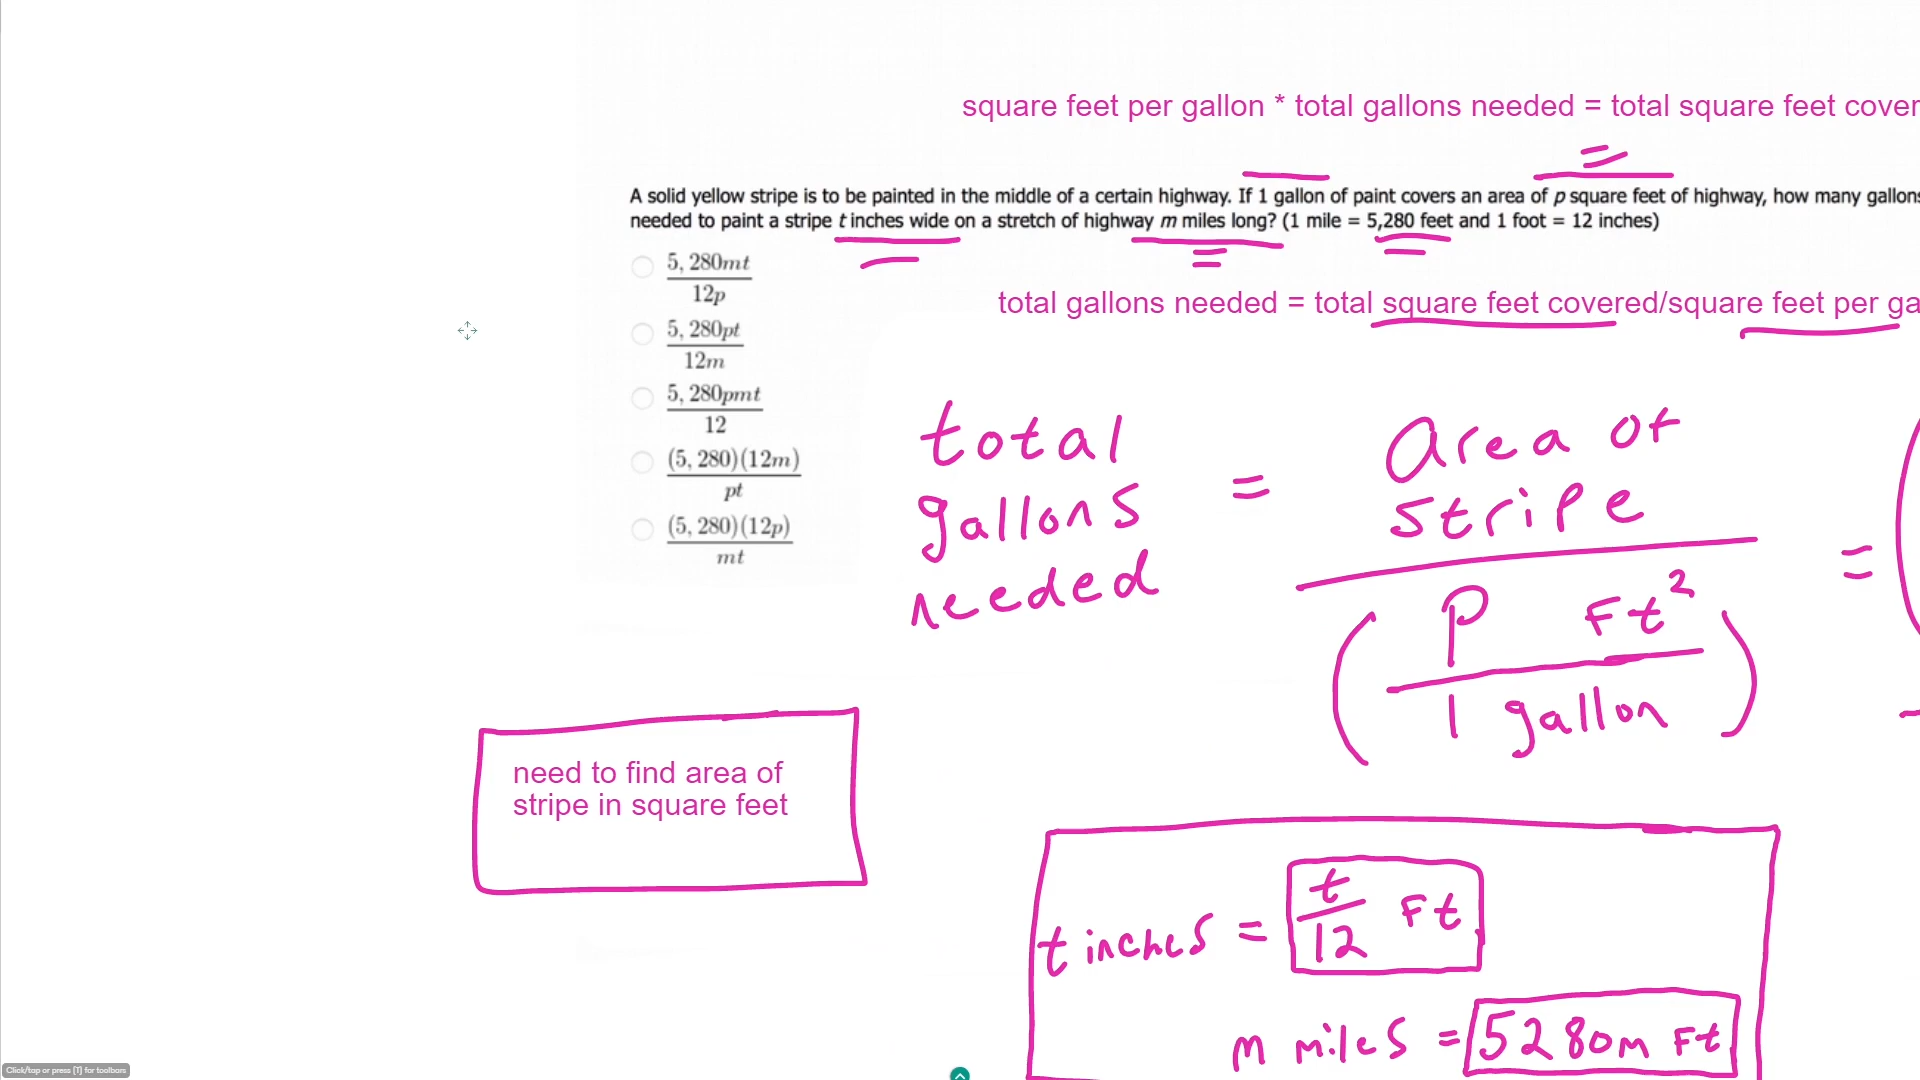 square feet per gallon * total gallons needed = total square feet cover
A solid yellow stripe is to be painted in the middle of a certain highway. If 1 gallon of paint covers an area of p square feet of highway, how many gallons
needed to paint a stripe t inches wide on a stretch of highway m miles long? (1 mile = 5,280 feet and 1 foot = 12 inches)
5,280mt
12p
5,280pt
12m
5,280pmt
12
(5,280)(12m)
pt
(5,280)(12p)
mt
total gallons needed = total square feet covered/square feet per ga
total
gallons
needed
=
area of
stripe
( P Ft²
1 gallon )
=
need to find area of
stripe in square feet
t inches = t/12 Ft
m miles = 5280m Ft
Click/tap or press [T] for toolbars